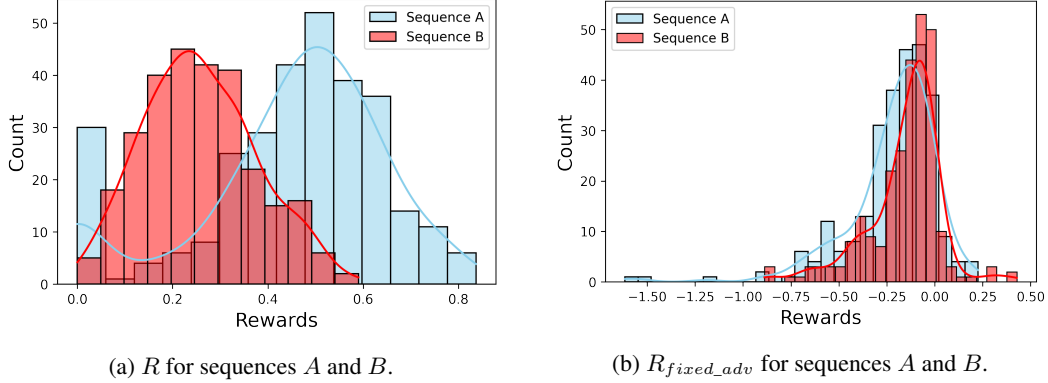 50
40
30
20
10
0
Count
Sequence A
Sequence B
0.0
0.2
0.4
0.6
0.8
Rewards
(a) R for sequences A and B.
50
40
30
20
10
0
Count
Sequence A
Sequence B
−1.50
−1.25
−1.00
−0.75
−0.50
−0.25
0.00
0.25
0.50
Rewards
(b) R_{fixed_adv} for sequences A and B.